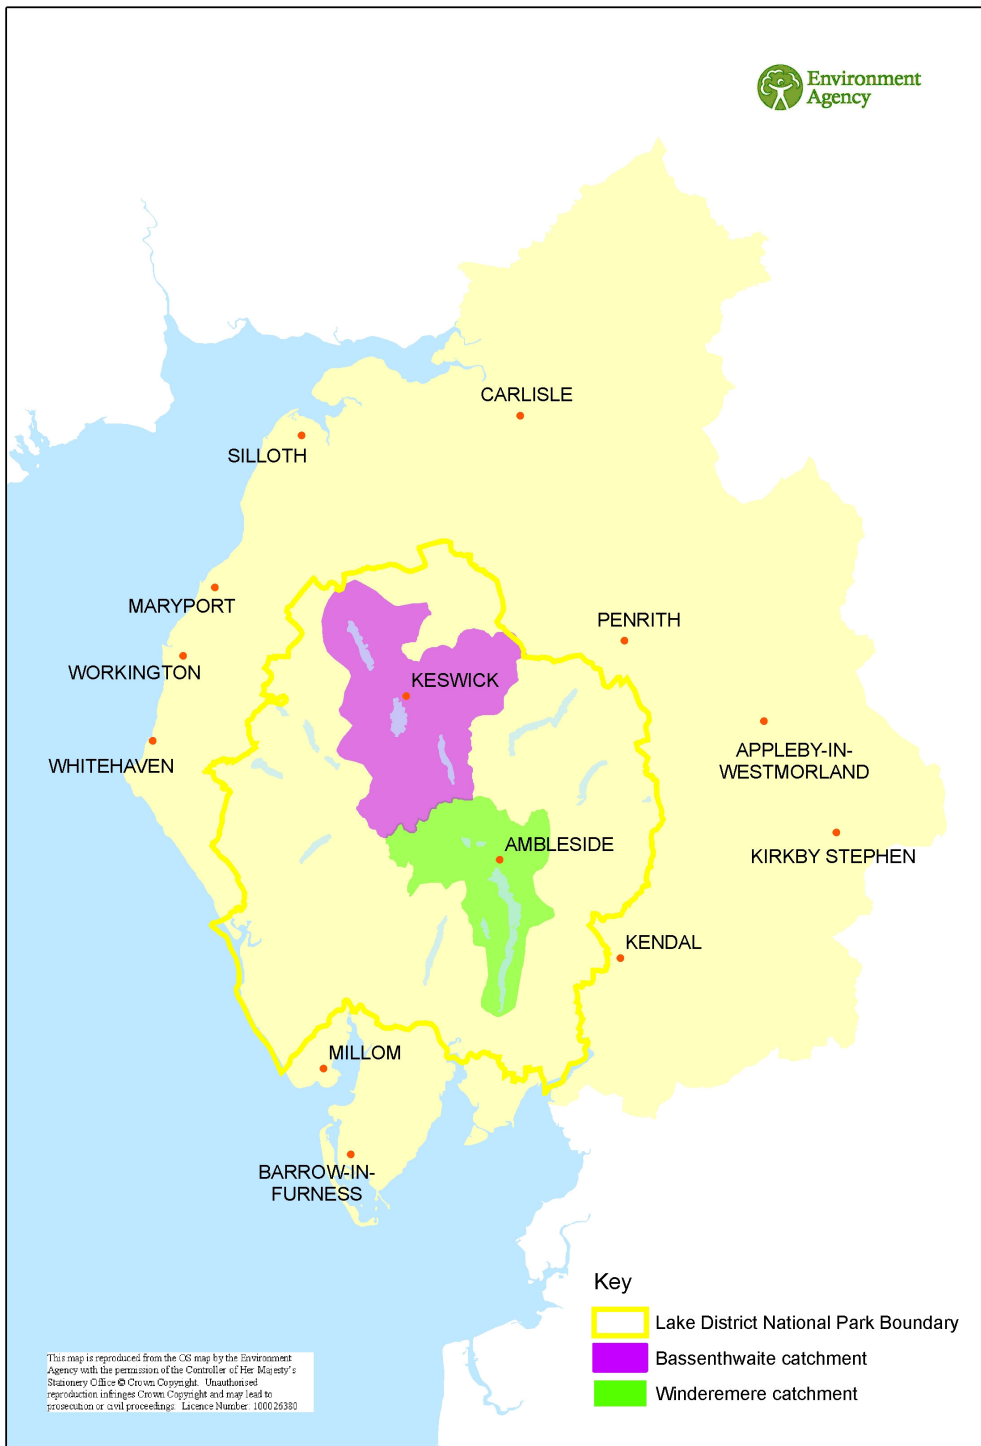 Environment
Agency
CARLISLE
SILLOTH
MARYPORT
PENRITH
WORKINGTON
KESWICK
WHITEHAVEN
APPLEBY-IN-
WESTMORLAND
AMBLESIDE
KIRKBY STEPHEN
KENDAL
MILLOM
BARROW-IN-
FURNESS
Key
Lake District National Park Boundary
Bassenthwaite catchment
Winderemere catchment
This map is reproduced from the OS map by the Environment
Agency with the permission of the Controller of Her Majesty's
Stationery Office © Crown Copyright. Unauthorised
reproduction infringes Crown Copyright and may lead to
prosecution or civil proceedings. Licence Number: 100026380